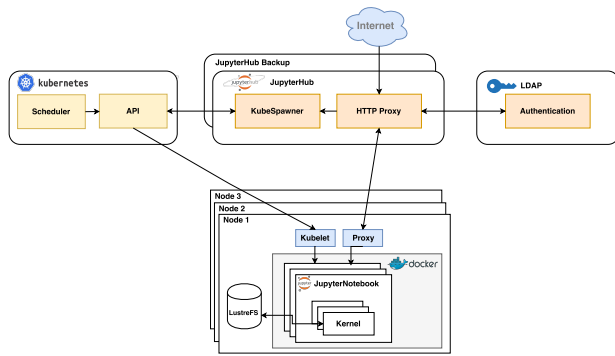 Internet
JupyterHub Backup
kubernetes
jupyterhub
JupyterHub
LDAP
Scheduler
API
KubeSpawner
HTTP Proxy
Authentication
Node 3
Node 2
Node 1
Kubelet
Proxy
docker
JupyterNotebook
LustreFS
Kernel